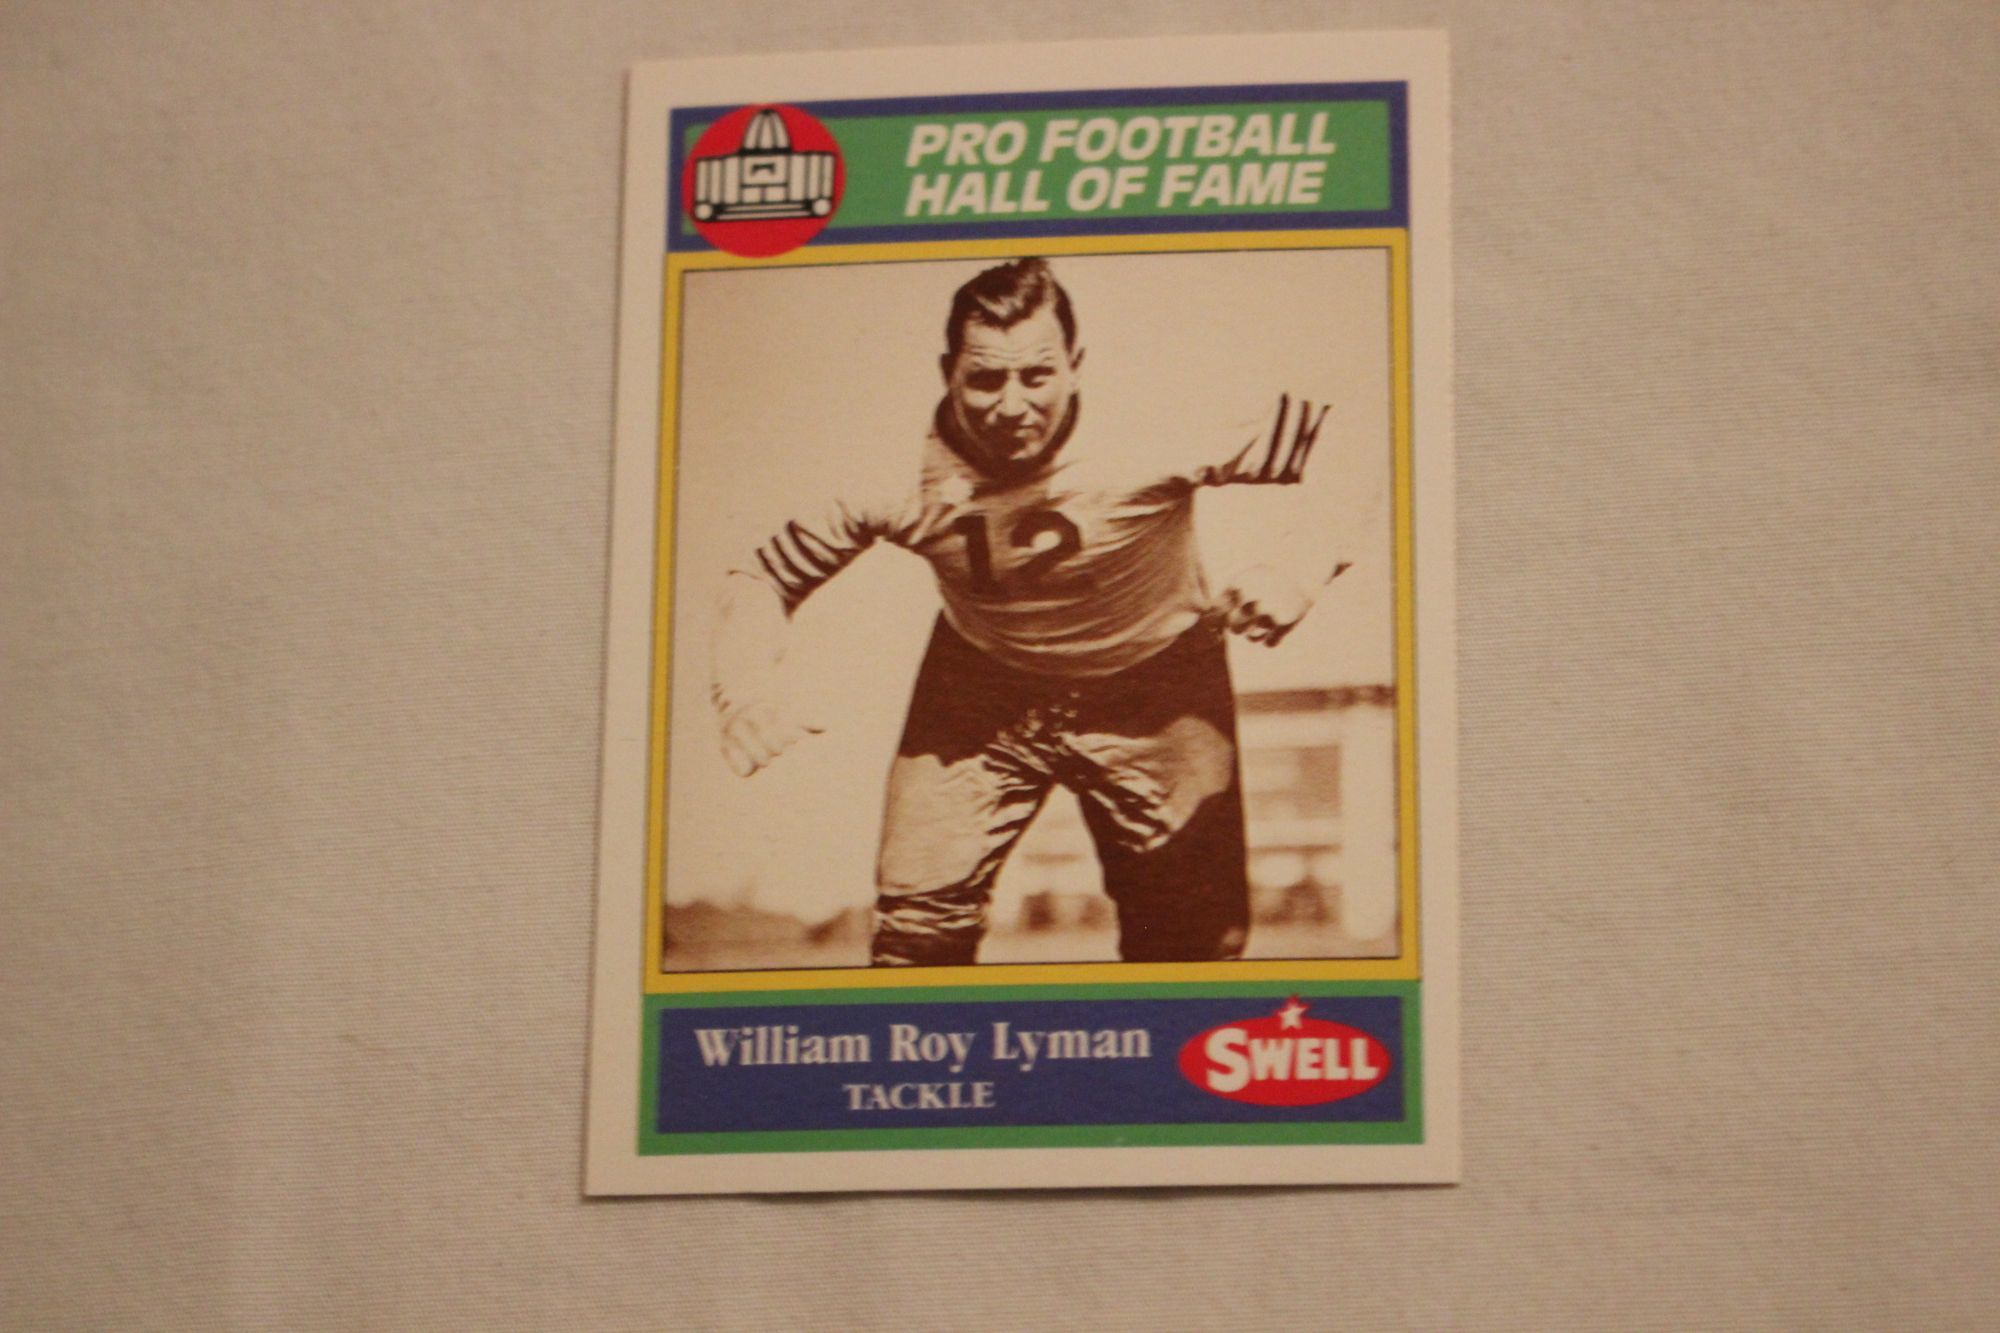 PRO FOOTBALL
HALL OF FAME
12
William Roy Lyman
TACKLE
SWELL